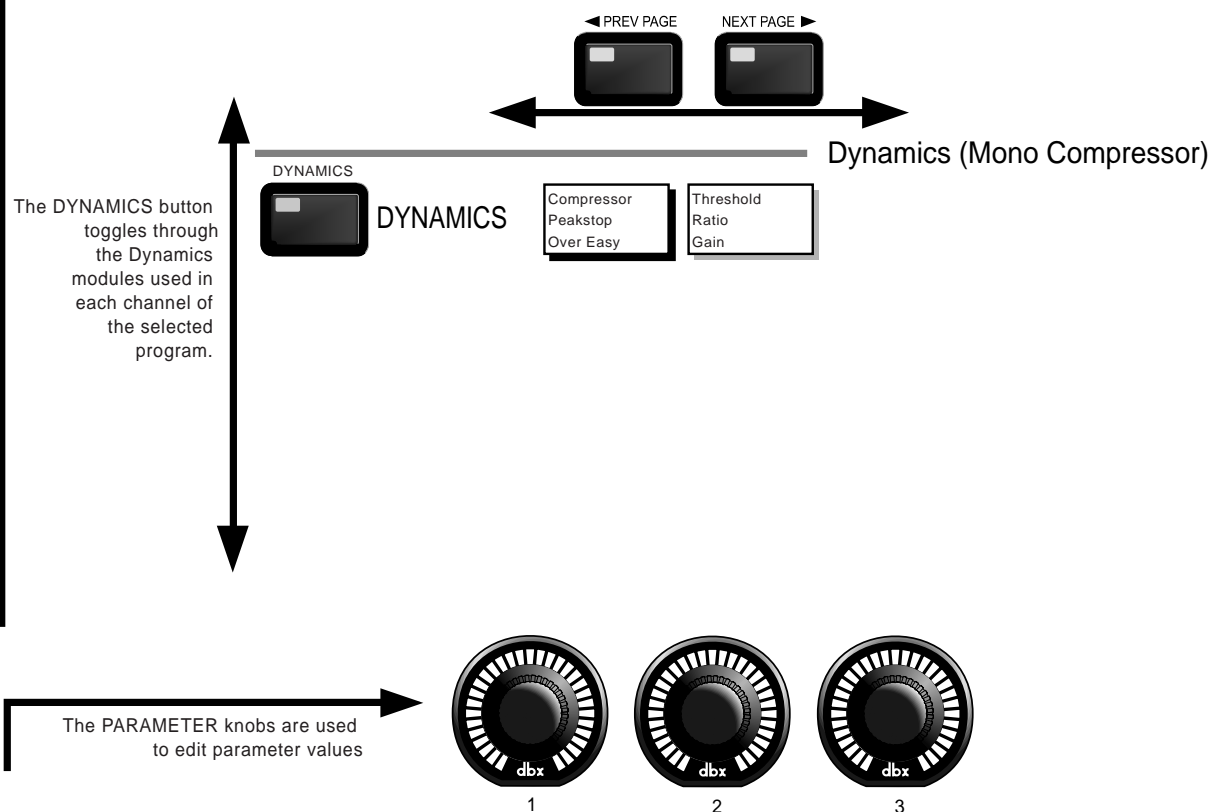 ◄ PREV PAGE
NEXT PAGE ►
Dynamics (Mono Compressor)
DYNAMICS
DYNAMICS
Compressor
Peakstop
Over Easy
Threshold
Ratio
Gain
The DYNAMICS button
toggles through
the Dynamics
modules used in
each channel of
the selected
program.
The PARAMETER knobs are used
to edit parameter values
dbx
dbx
dbx
1
2
3